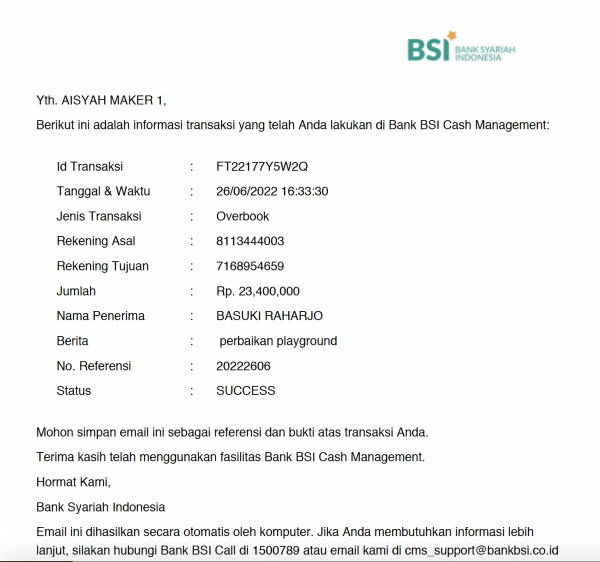 BSI BANK SYARIAH
INDONESIA
Yth. AISYAH MAKER 1,
Berikut ini adalah informasi transaksi yang telah Anda lakukan di Bank BSI Cash Management:
Id Transaksi : FT22177Y5W2Q
Tanggal & Waktu : 26/06/2022 16:33:30
Jenis Transaksi : Overbook
Rekening Asal : 8113444003
Rekening Tujuan : 7168954659
Jumlah : Rp. 23,400,000
Nama Penerima : BASUKI RAHARJO
Berita : perbaikan playground
No. Referensi : 20222606
Status : SUCCESS
Mohon simpan email ini sebagai referensi dan bukti atas transaksi Anda.
Terima kasih telah menggunakan fasilitas Bank BSI Cash Management.
Hormat Kami,
Bank Syariah Indonesia
Email ini dihasilkan secara otomatis oleh komputer. Jika Anda membutuhkan informasi lebih
lanjut, silakan hubungi Bank BSI Call di 1500789 atau email kami di cms_support@bankbsi.co.id